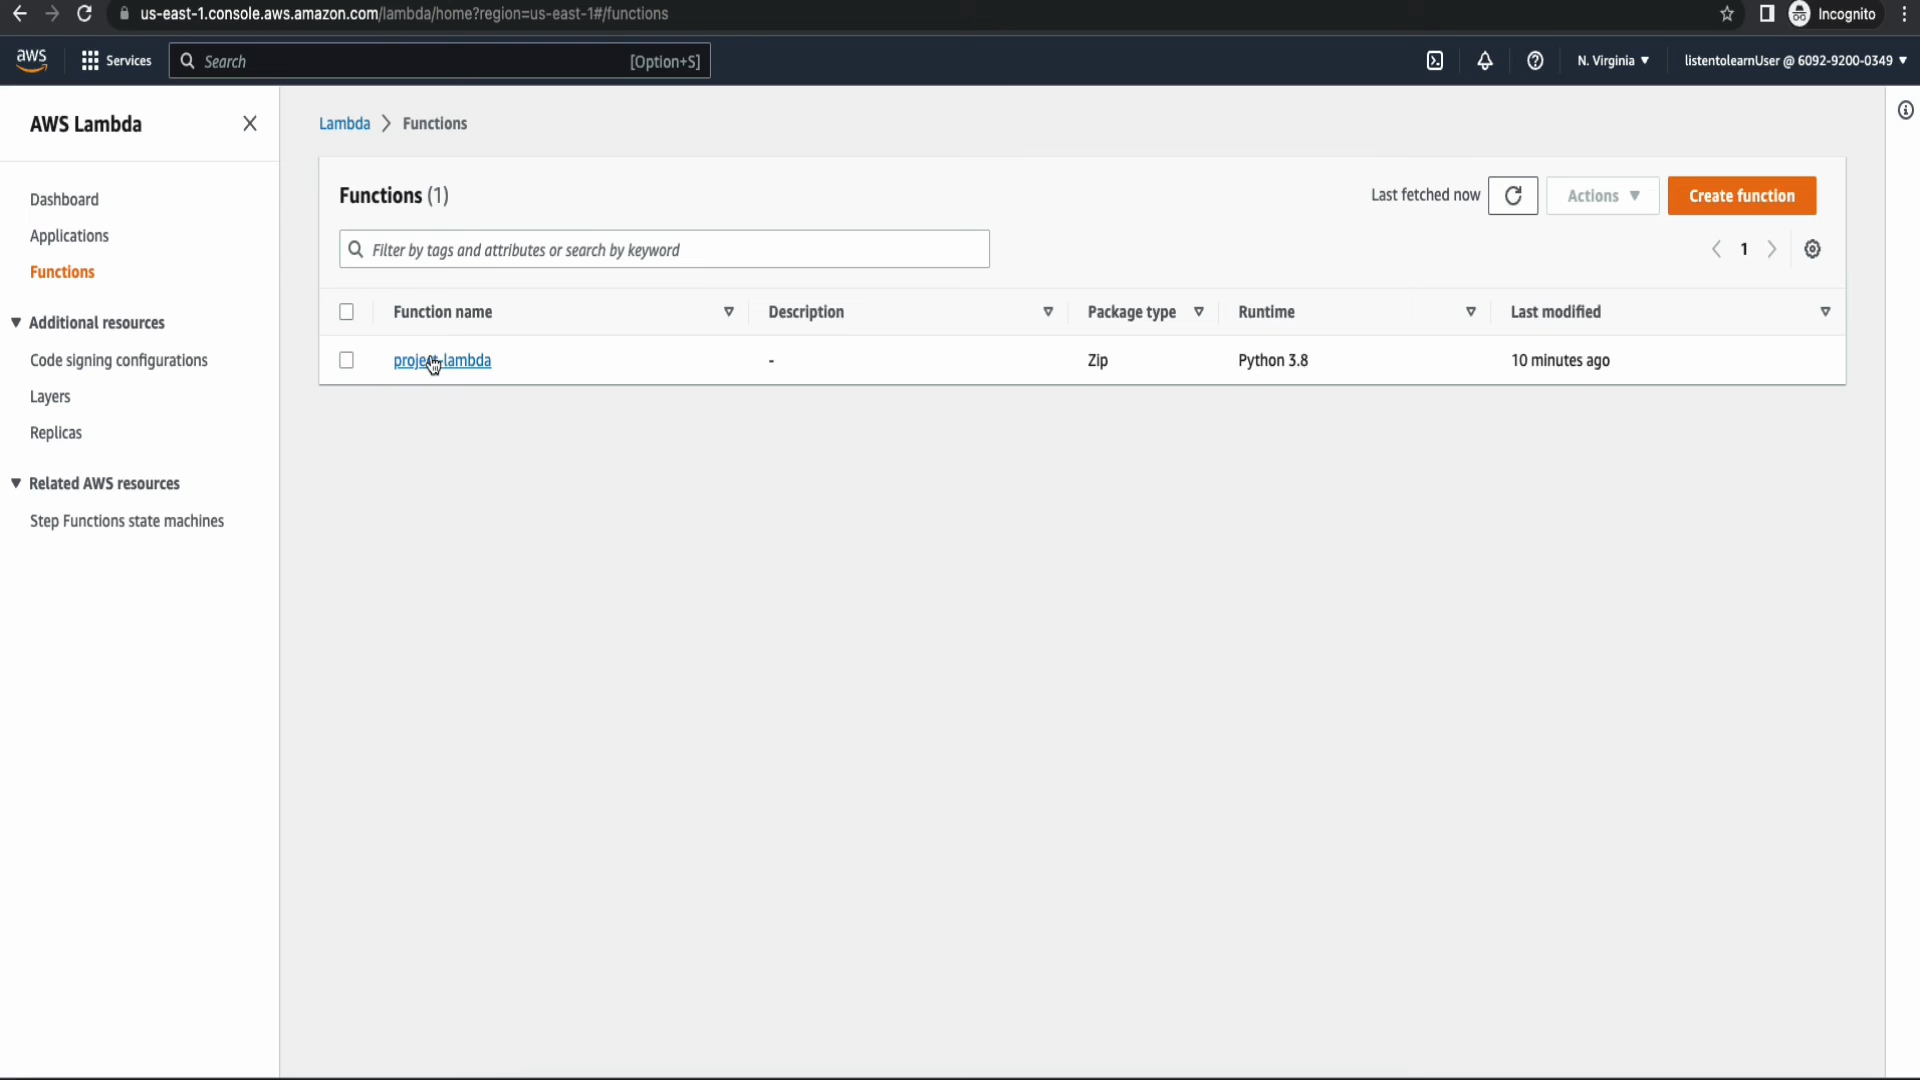 us-east-1.console.aws.amazon.com/lambda/home?region=us-east-1#/functions
Incognito
aws
Services
Search
[Option+S]
N. Virginia
listentolearnUser @ 6092-9200-0349
AWS Lambda
Dashboard
Applications
Functions
Additional resources
Code signing configurations
Layers
Replicas
Related AWS resources
Step Functions state machines
Lambda > Functions
Functions (1)
Last fetched now
Actions
Create function
Filter by tags and attributes or search by keyword
1
Function name Description Package type Runtime Last modified
project-lambda - Zip Python 3.8 10 minutes ago